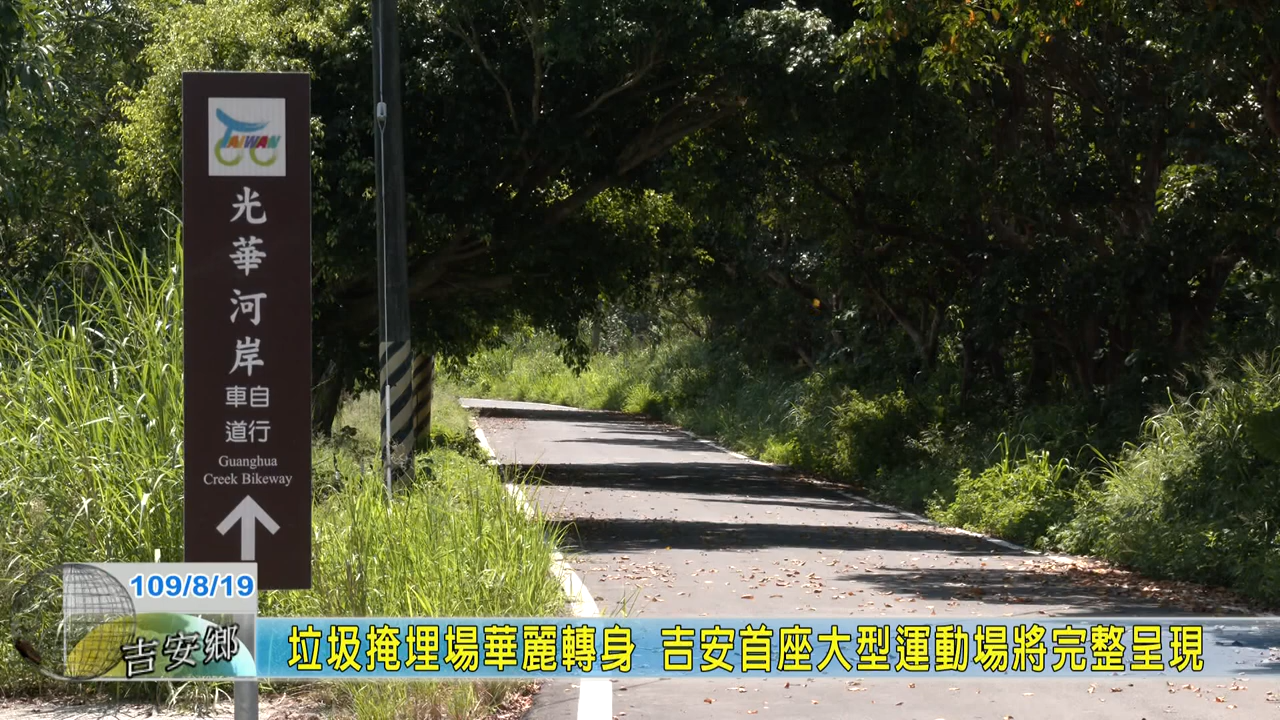 TAIWAN
光華河岸
自行
車道
Guanghua
Creek Bikeway
109/8/19
吉安鄉
垃圾掩埋場華麗轉身 吉安首座大型運動場將完整呈現